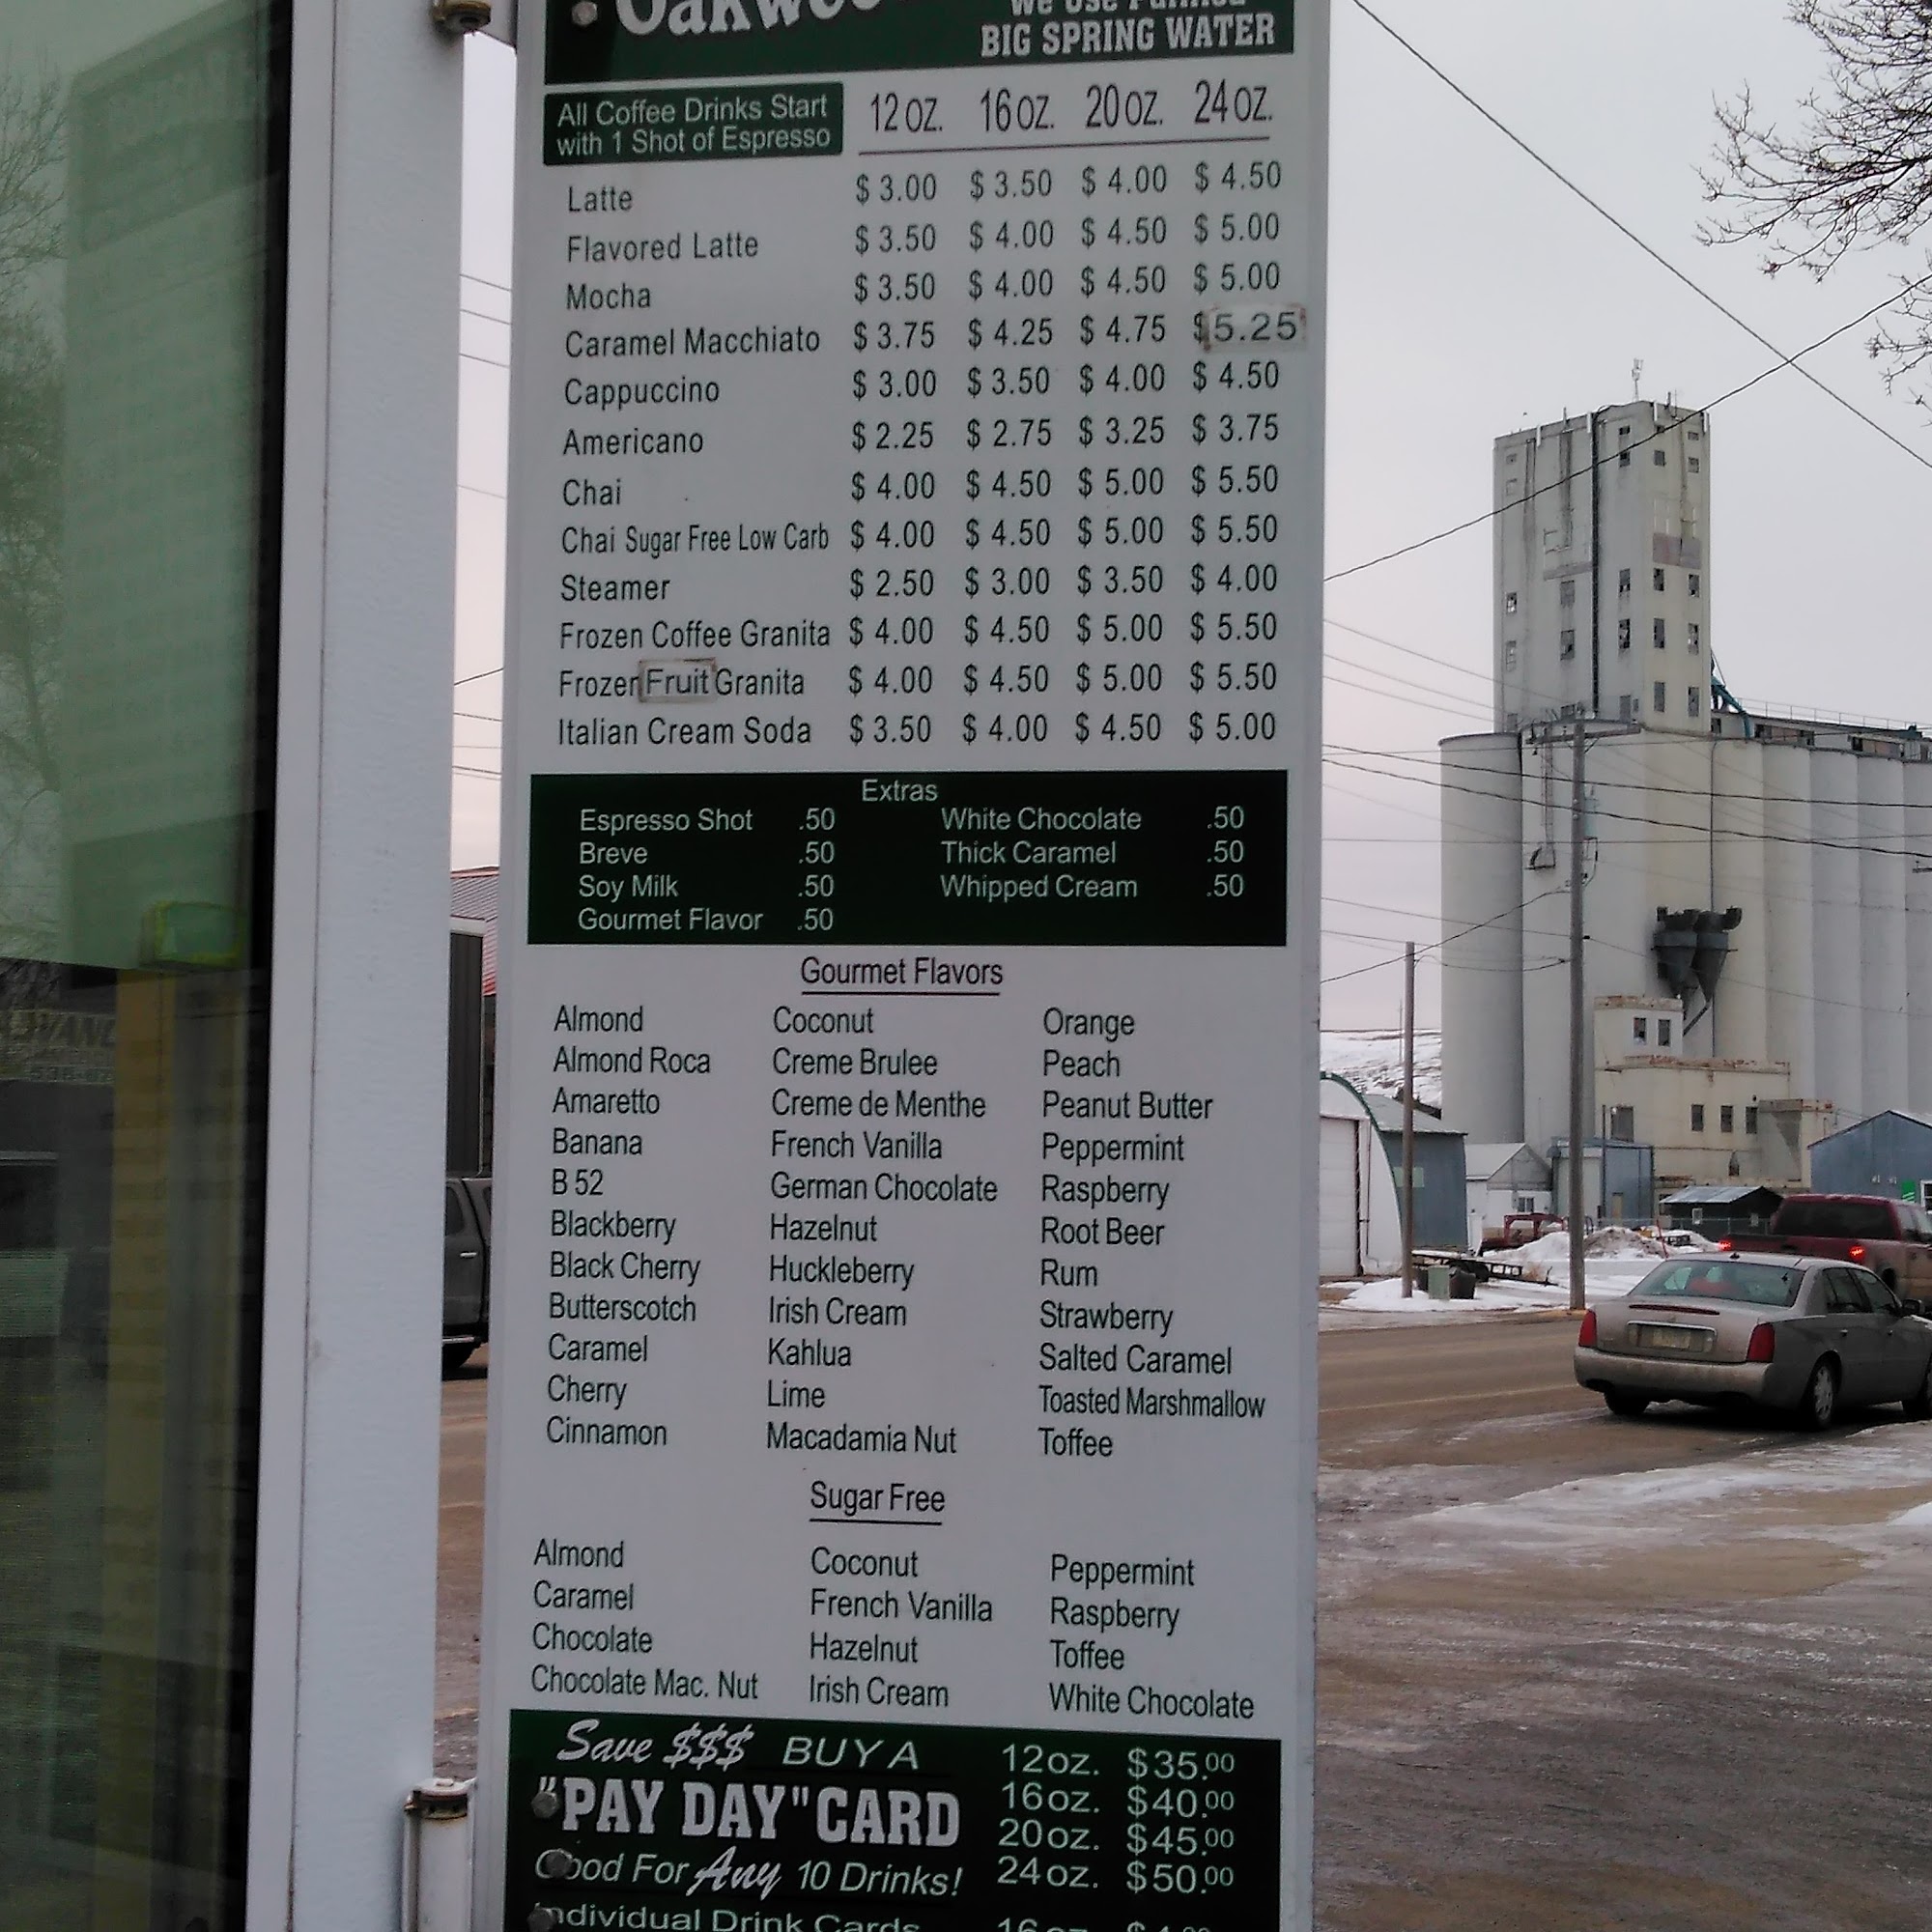 BIG SPRING WATER
All Coffee Drinks Start
with 1 Shot of Espresso
12 OZ. 16 OZ. 20 OZ. 24 OZ.
Latte $ 3.00 $ 3.50 $ 4.00 $ 4.50
Flavored Latte $ 3.50 $ 4.00 $ 4.50 $ 5.00
Mocha $ 3.50 $ 4.00 $ 4.50 $ 5.00
Caramel Macchiato $ 3.75 $ 4.25 $ 4.75 $ 5.25
Cappuccino $ 3.00 $ 3.50 $ 4.00 $ 4.50
Americano $ 2.25 $ 2.75 $ 3.25 $ 3.75
Chai $ 4.00 $ 4.50 $ 5.00 $ 5.50
Chai Sugar Free Low Carb $ 4.00 $ 4.50 $ 5.00 $ 5.50
Steamer $ 2.50 $ 3.00 $ 3.50 $ 4.00
Frozen Coffee Granita $ 4.00 $ 4.50 $ 5.00 $ 5.50
Frozen Fruit Granita $ 4.00 $ 4.50 $ 5.00 $ 5.50
Italian Cream Soda $ 3.50 $ 4.00 $ 4.50 $ 5.00
Extras
Espresso Shot .50 White Chocolate .50
Breve .50 Thick Caramel .50
Soy Milk .50 Whipped Cream .50
Gourmet Flavor .50
Gourmet Flavors
Almond Coconut Orange
Almond Roca Creme Brulee Peach
Amaretto Creme de Menthe Peanut Butter
Banana French Vanilla Peppermint
B 52 German Chocolate Raspberry
Blackberry Hazelnut Root Beer
Black Cherry Huckleberry Rum
Butterscotch Irish Cream Strawberry
Caramel Kahlua Salted Caramel
Cherry Lime Toasted Marshmallow
Cinnamon Macadamia Nut Toffee
Sugar Free
Almond Coconut Peppermint
Caramel French Vanilla Raspberry
Chocolate Hazelnut Toffee
Chocolate Mac. Nut Irish Cream White Chocolate
Save $$$ BUY A 12oz. $35.00
"PAY DAY" CARD 16oz. $40.00
20oz. $45.00
Good For Any 10 Drinks! 24oz. $50.00
Individual Drink Cards